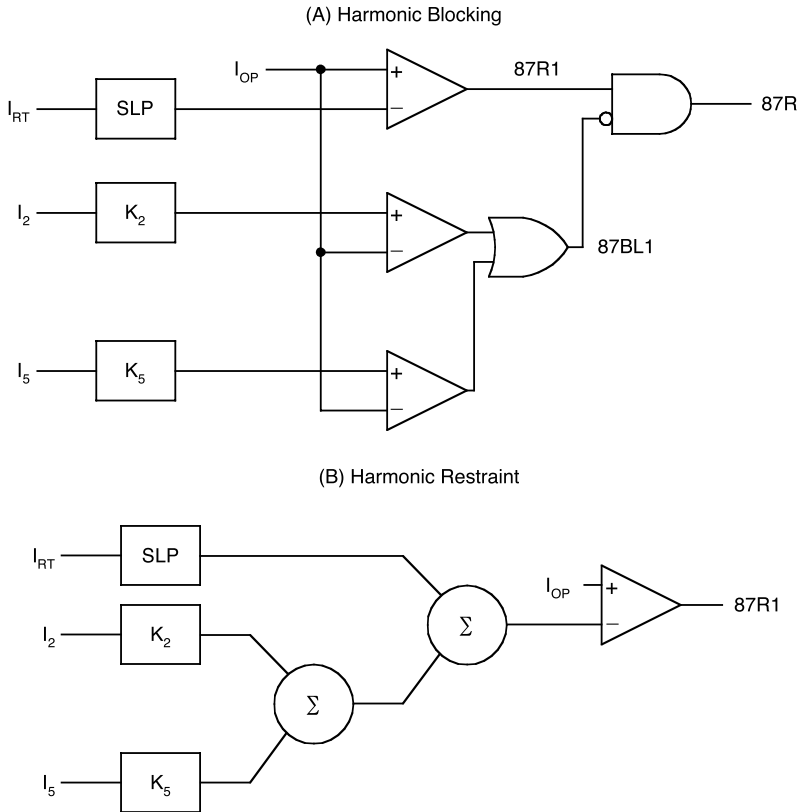 (A) Harmonic Blocking
I_OP
87R1
+
I_RT
SLP
−
87R
I_2
K_2
+
−
87BL1
I_5
K_5
+
−
(B) Harmonic Restraint
I_RT
SLP
I_OP
+
87R1
I_2
K_2
Σ
−
Σ
I_5
K_5